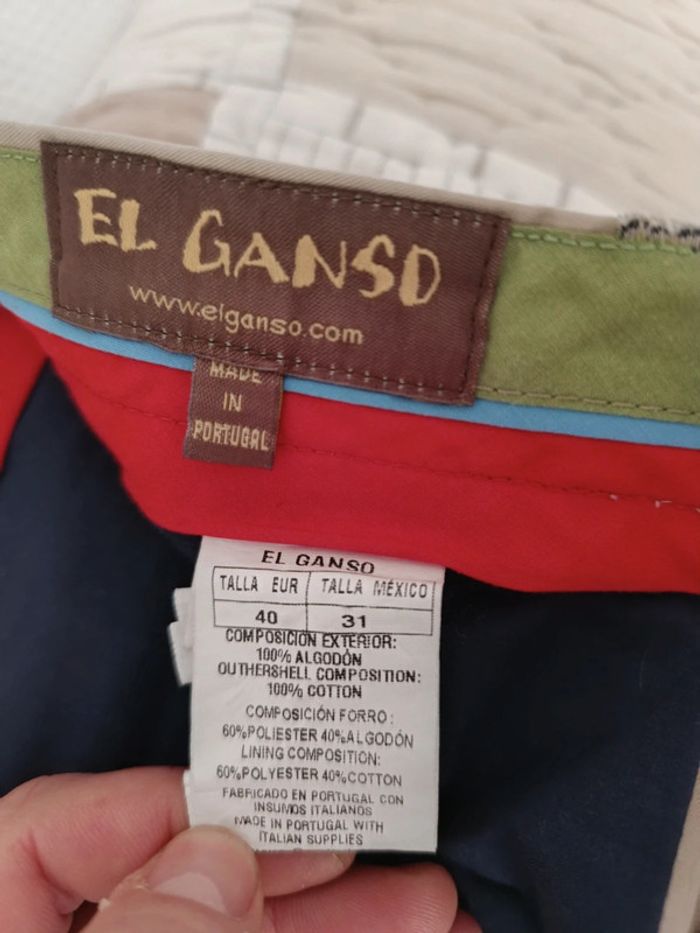 EL GANSO
www.elganso.com
MADE
IN
PORTUGAL
EL GANSO
TALLA EUR TALLA MÉXICO
40 31
COMPOSICIÓN EXTERIOR:
100% ALGODÓN
OUTHERSHELL COMPOSITION:
100% COTTON
COMPOSICIÓN FORRO:
60%POLIESTER 40%ALGODÓN
LINING COMPOSITION:
60%POLYESTER 40%COTTON
FABRICADO EN PORTUGAL CON
INSUMOS ITALIANOS
MADE IN PORTUGAL WITH
ITALIAN SUPPLIES